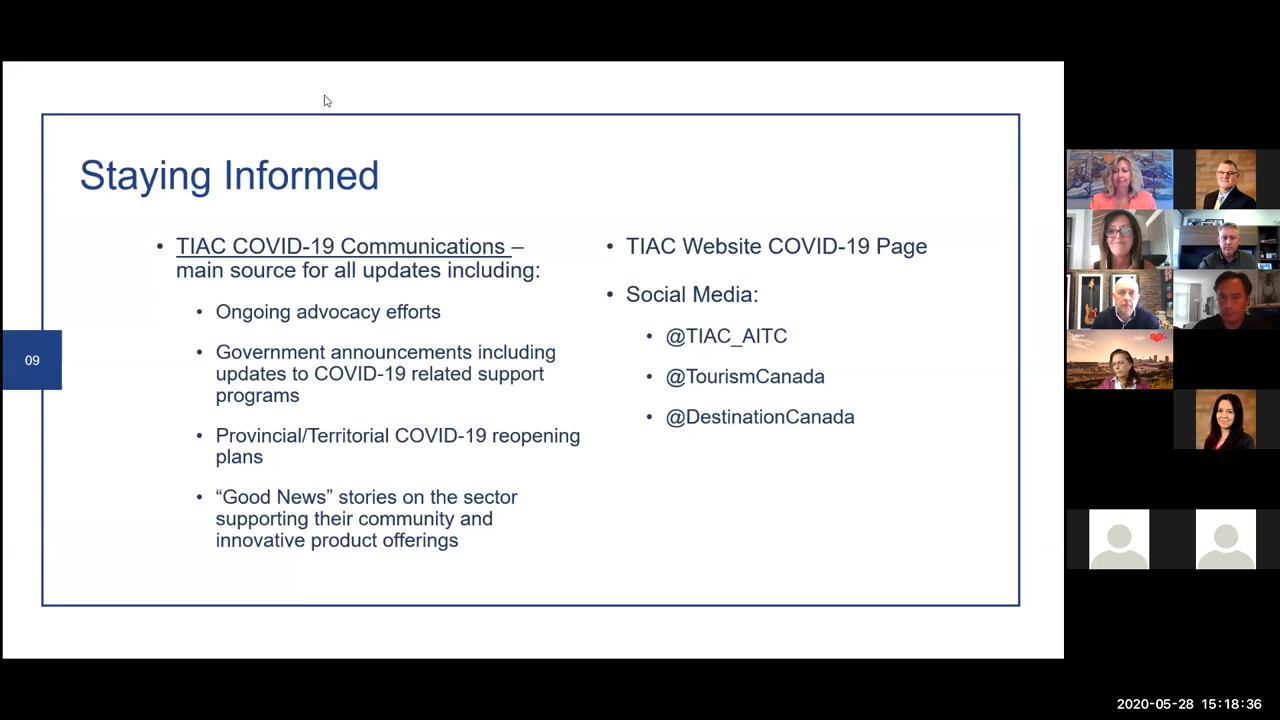 Staying Informed
• TIAC COVID-19 Communications –
main source for all updates including:
• Ongoing advocacy efforts
• Government announcements including
updates to COVID-19 related support
programs
• Provincial/Territorial COVID-19 reopening
plans
• “Good News” stories on the sector
supporting their community and
innovative product offerings
• TIAC Website COVID-19 Page
• Social Media:
• @TIAC_AITC
• @TourismCanada
• @DestinationCanada
09
2020-05-28 15:18:36